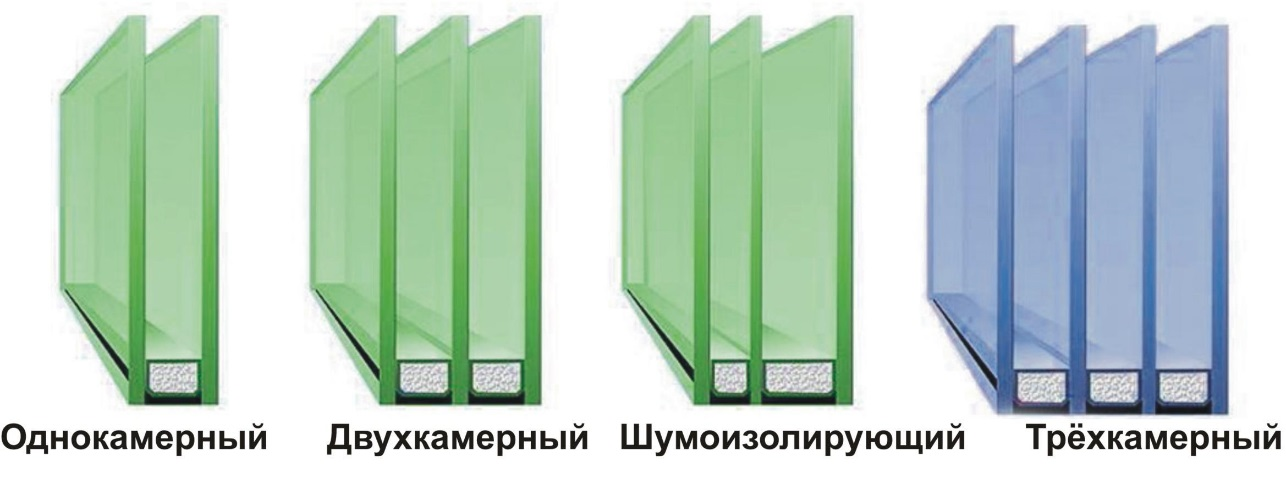 Однокамерный Двухкамерный Шумоизолирующий Трёхкамерный